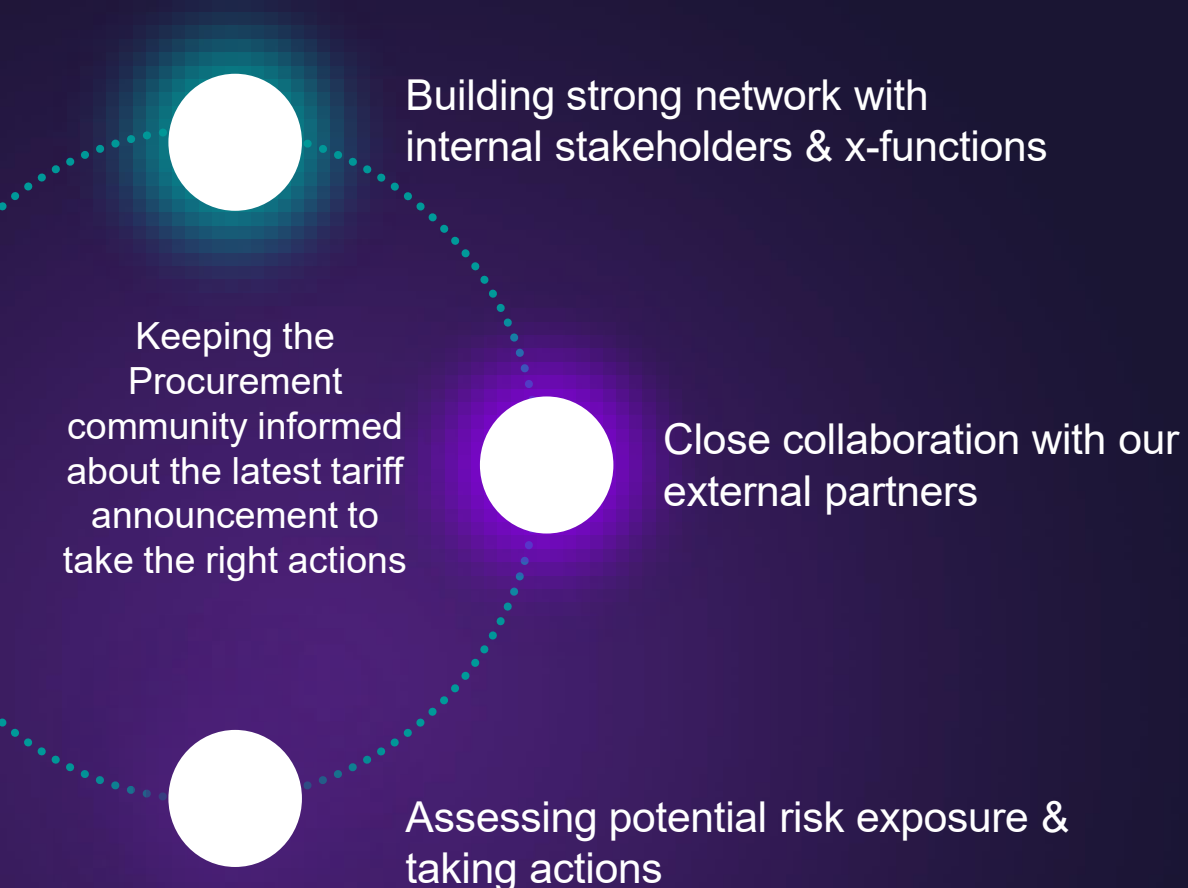 Building strong network with
internal stakeholders & x-functions
Keeping the
Procurement
community informed
about the latest tariff
announcement to
take the right actions
Close collaboration with our
external partners
Assessing potential risk exposure &
taking actions